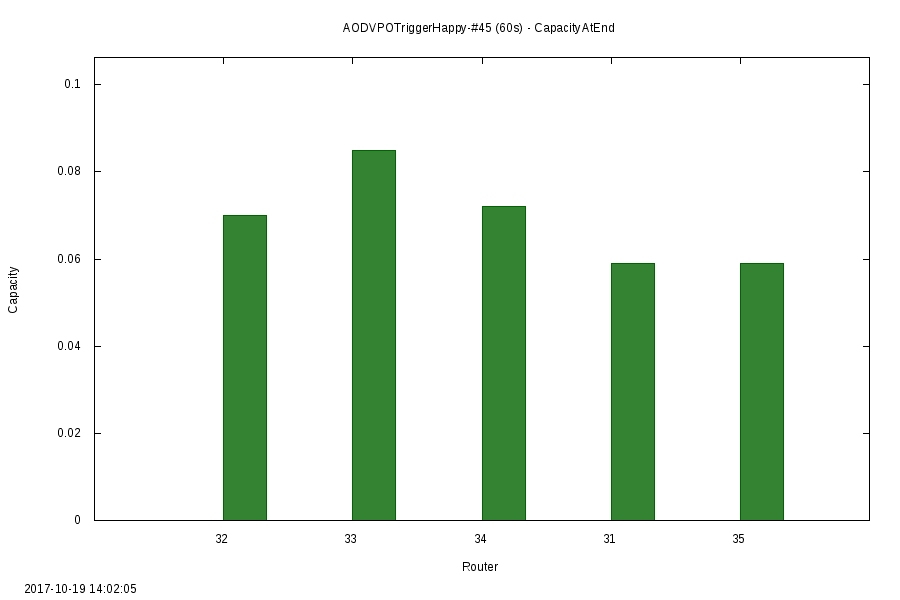 AODVPOTriggerHappy-#45 (60s) - CapacityAtEnd
0.1
0.08
0.06
0.04
0.02
0
Capacity
32 33 34 31 35
Router
2017-10-19 14:02:05